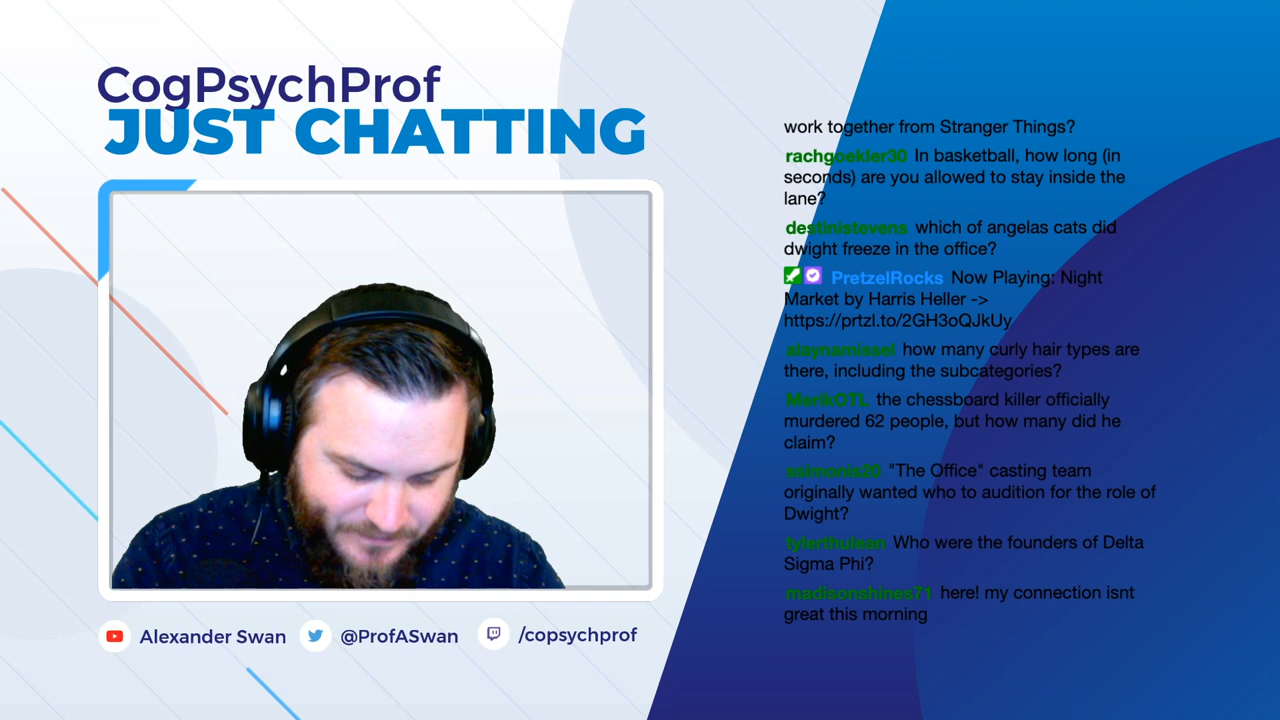 CogPsychProf
JUST CHATTING
work together from Stranger Things?
rachgoekler30 In basketball, how long (in
seconds) are you allowed to stay inside the
lane?
destinistevens which of angelas cats did
dwight freeze in the office?
PretzelRocks Now Playing: Night
Market by Harris Heller ->
https://prtzl.to/2GH3oQJkUy
alaynamissel how many curly hair types are
there, including the subcategories?
MarikOTL the chessboard killer officially
murdered 62 people, but how many did he
claim?
ssimonis20 "The Office" casting team
originally wanted who to audition for the role of
Dwight?
tylerthulean Who were the founders of Delta
Sigma Phi?
madisonshines71 here! my connection isnt
great this morning
Alexander Swan
@ProfASwan
/copsychprof